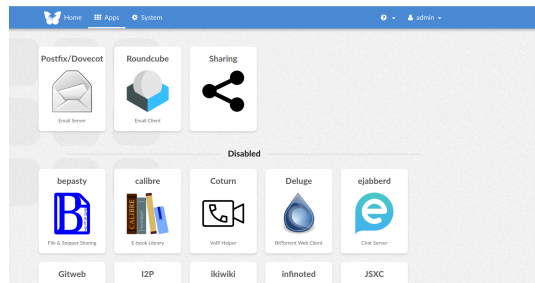 Home Apps System admin
Postfix/Dovecot Roundcube Sharing
Email Server Email Client
Disabled
bepasty calibre Coturn Deluge ejabberd
B
CALIBRE
e
File & Snippet Sharing E-book Library VoIP Helper BitTorrent Web Client Chat Server
Gitweb I2P ikiwiki infinoted JSXC